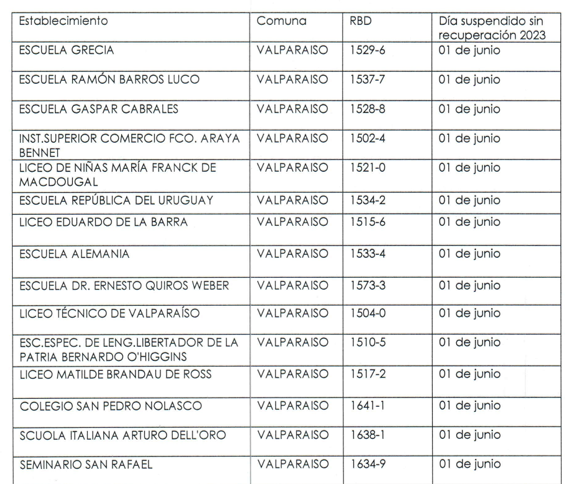 Establecimiento Comuna RBD Día suspendido sin
recuperación 2023
ESCUELA GRECIA VALPARAISO 1529-6 01 de junio
ESCUELA RAMÓN BARROS LUCO VALPARAISO 1537-7 01 de junio
ESCUELA GASPAR CABRALES VALPARAISO 1528-8 01 de junio
INST.SUPERIOR COMERCIO FCO. ARAYA VALPARAISO 1502-4 01 de junio
BENNET
LICEO DE NIÑAS MARÍA FRANCK DE VALPARAISO 1521-0 01 de junio
MACDOUGAL
ESCUELA REPÚBLICA DEL URUGUAY VALPARAISO 1534-2 01 de junio
LICEO EDUARDO DE LA BARRA VALPARAISO 1515-6 01 de junio
ESCUELA ALEMANIA VALPARAISO 1533-4 01 de junio
ESCUELA DR. ERNESTO QUIROS WEBER VALPARAISO 1573-3 01 de junio
LICEO TÉCNICO DE VALPARAÍSO VALPARAISO 1504-0 01 de junio
ESC.ESPEC. DE LENG.LIBERTADOR DE LA VALPARAISO 1510-5 01 de junio
PATRIA BERNARDO O'HIGGINS
LICEO MATILDE BRANDAU DE ROSS VALPARAISO 1517-2 01 de junio
COLEGIO SAN PEDRO NOLASCO VALPARAISO 1641-1 01 de junio
SCUOLA ITALIANA ARTURO DELL'ORO VALPARAISO 1638-1 01 de junio
SEMINARIO SAN RAFAEL VALPARAISO 1634-9 01 de junio